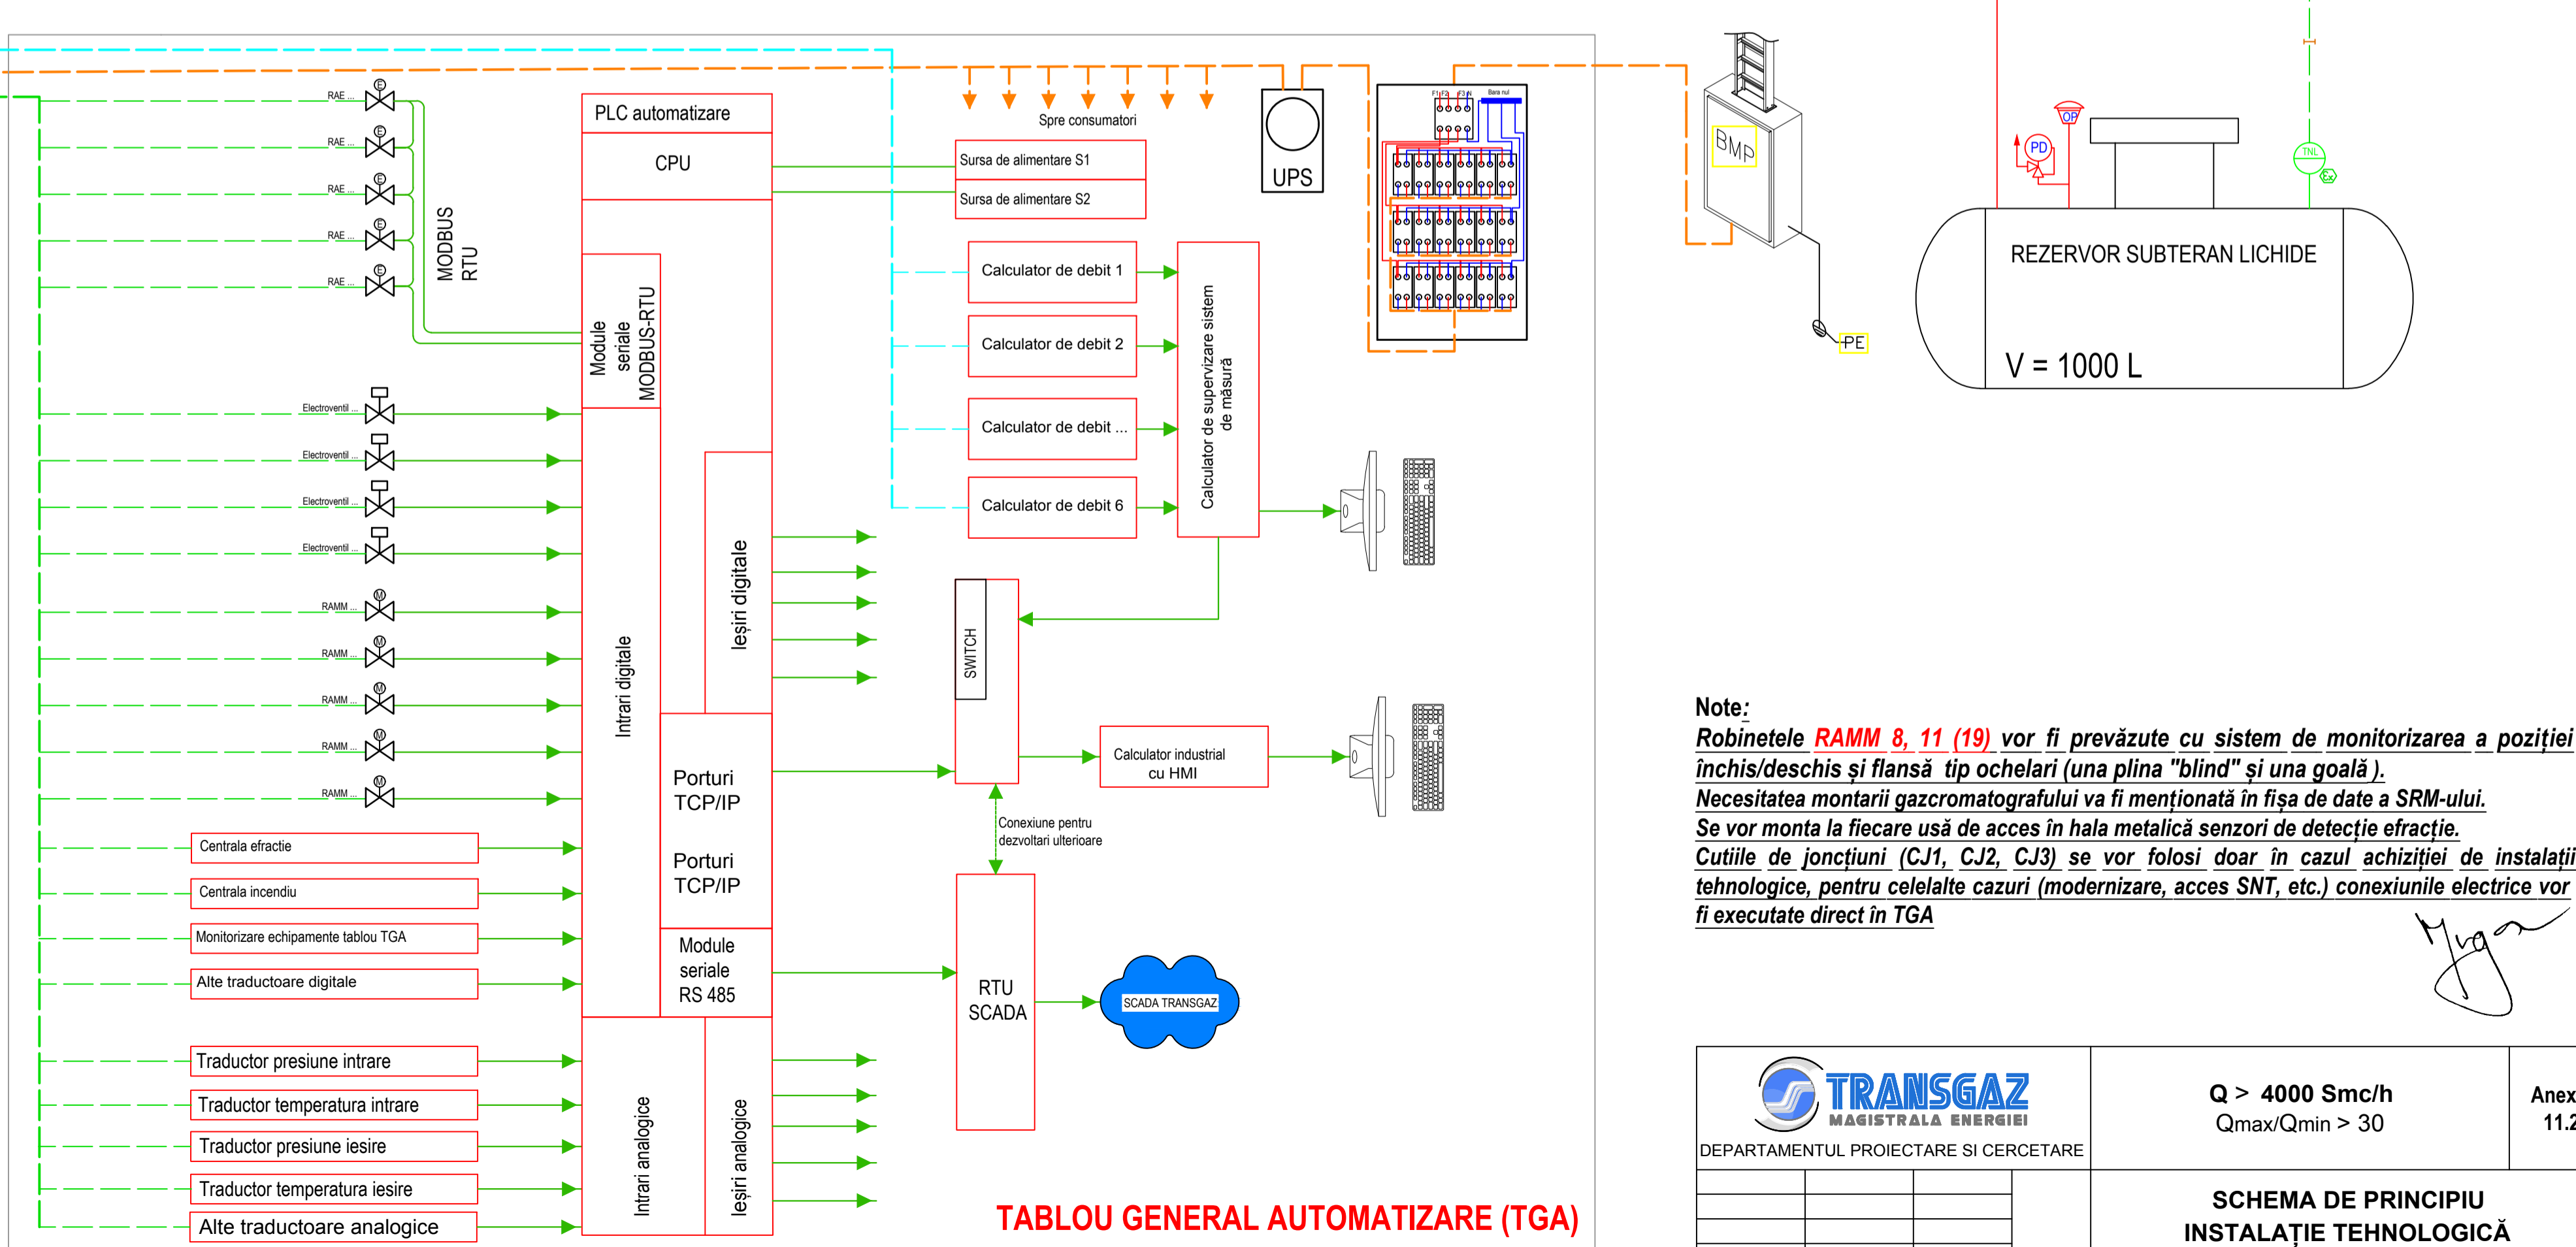 RAE ...
RAE ...
RAE ...
RAE ...
RAE ...
E
E
E
E
E
MODBUS
RTU
Electroventil ...
Electroventil ...
Electroventil ...
Electroventil ...
RAMM ...
RAMM ...
RAMM ...
RAMM ...
RAMM ...
M
M
M
M
M
Centrala efractie
Centrala incendiu
Monitorizare echipamente tablou TGA
Alte traductoare digitale
Traductor presiune intrare
Traductor temperatura intrare
Traductor presiune iesire
Traductor temperatura iesire
Alte traductoare analogice
PLC automatizare
CPU
Module
seriale
MODBUS-RTU
Intrari digitale
Ieșiri digitale
Porturi
TCP/IP
Porturi
TCP/IP
Module
seriale
RS 485
Intrari analogice
Ieșiri analogice
Spre consumatori
Sursa de alimentare S1
Sursa de alimentare S2
Calculator de debit 1
Calculator de debit 2
Calculator de debit ...
Calculator de debit 6
Calculator de supervizare sistem
de măsură
SWITCH
Calculator industrial
cu HMI
Conexiune pentru
dezvoltari ulterioare
RTU
SCADA
SCADA TRANSGAZ
TABLOU GENERAL AUTOMATIZARE (TGA)
UPS
F1 F2 F3 N
Bara nul
BMP
PE
OP
PD
TNL
Ex
REZERVOR SUBTERAN LICHIDE
V = 1000 L
Note:
Robinetele RAMM 8, 11 (19) vor fi prevăzute cu sistem de monitorizarea a poziției
închis/deschis și flansă tip ochelari (una plina "blind" și una goală ).
Necesitatea montarii gazcromatografului va fi menționată în fișa de date a SRM-ului.
Se vor monta la fiecare usă de acces în hala metalică senzori de detecție efracție.
Cutiile de joncțiuni (CJ1, CJ2, CJ3) se vor folosi doar în cazul achiziției de instalații
tehnologice, pentru celelalte cazuri (modernizare, acces SNT, etc.) conexiunile electrice vor
fi executate direct în TGA
TRANSGAZ
MAGISTRALA ENERGIEI
DEPARTAMENTUL PROIECTARE SI CERCETARE
Q > 4000 Smc/h
Qmax/Qmin > 30
Anex
11.2
SCHEMA DE PRINCIPIU
INSTALAȚIE TEHNOLOGICĂ